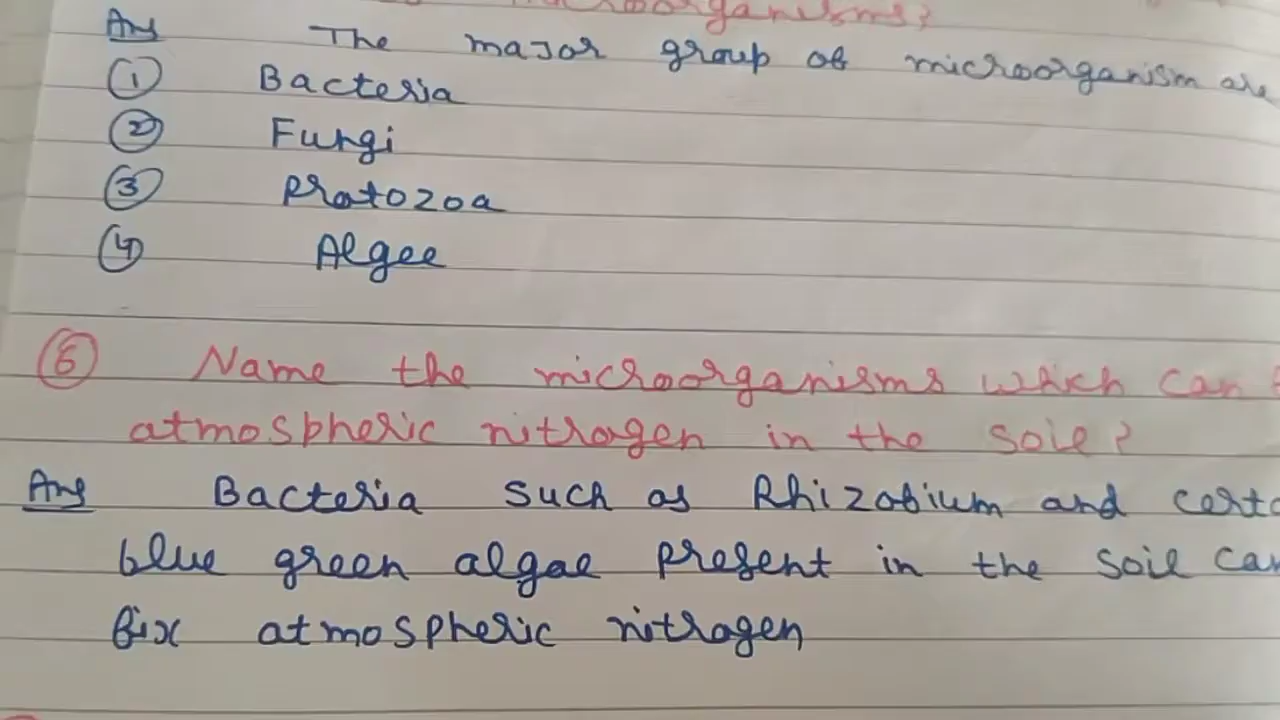 microorganisms?
Ans The major group of microorganism are
① Bacteria
② Fungi
③ Protozoa
④ Algee
⑥ Name the microorganisms which can
atmospheric nitrogen in the soil?
Ans Bacteria such as Rhizobium and
blue green algae present in the soil can
fix atmospheric nitrogen